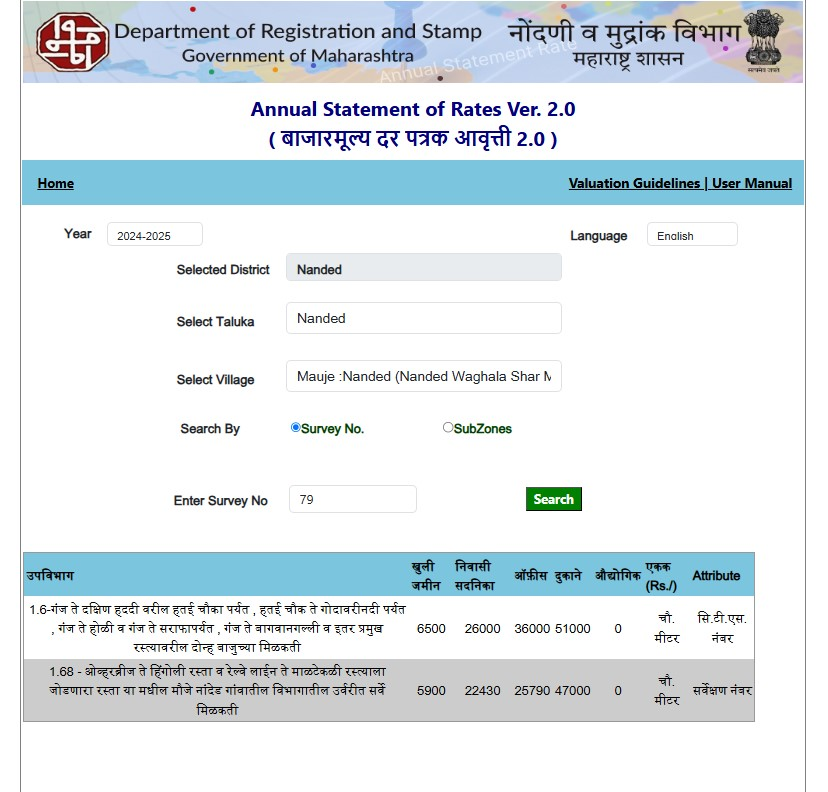 Department of Registration and Stamp
Government of Maharashtra
नोंदणी व मुद्रांक विभाग
महाराष्ट्र शासन
Annual Statement Rate
Annual Statement of Rates Ver. 2.0
( बाजारमूल्य दर पत्रक आवृत्ती 2.0 )
Home
Valuation Guidelines | User Manual
Year 2024-2025 Language English
Selected District Nanded
Select Taluka Nanded
Select Village Mauje :Nanded (Nanded Waghala Shar M
Search By Survey No. SubZones
Enter Survey No 79 Search
उपविभाग खुली जमीन निवासी सदनिका ऑफ़ीस दुकाने औद्योगिक एकक (Rs./) Attribute
1.6-गंज ते दक्षिण हददी वरील हतई चौका पर्यत , हतई चौक ते गोदावरीनदी पर्यत
, गंज ते होळी व गंज ते सराफापर्यत , गंज ते बागवानगल्ली व इतर प्रमुख
रस्त्यावरील दोन्ह बाजुच्या मिळकती
6500 26000 36000 51000 0 चौ. मीटर सि.टी.एस. नंबर
1.68 - ओव्हरब्रीज ते हिंगोली रस्ता व रेल्वे लाईन ते माळटेकळी रस्त्याला
जोडणारा रस्ता या मधील मौजे नांदेड गांवातील विभागातील उर्वरीत सर्वे
मिळकती
5900 22430 25790 47000 0 चौ. मीटर सर्वेक्षण नंबर